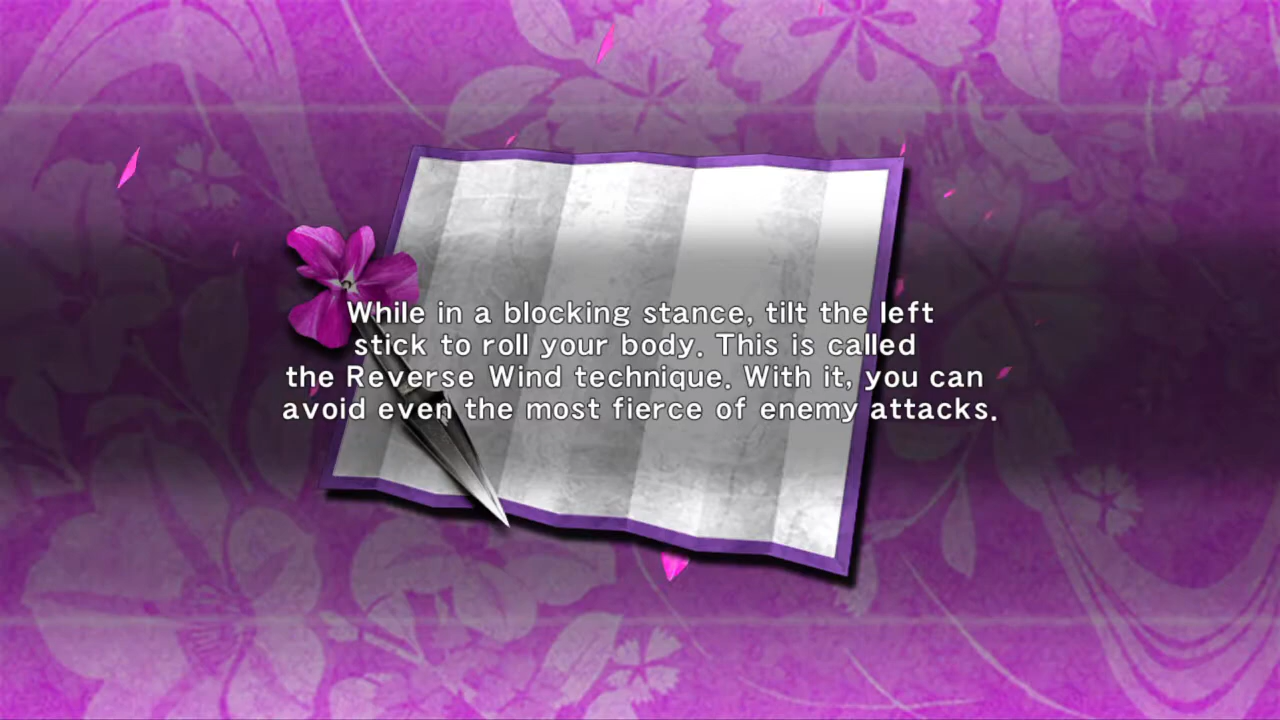 While in a blocking stance, tilt the left
stick to roll your body. This is called
the Reverse Wind technique. With it, you can
avoid even the most fierce of enemy attacks.